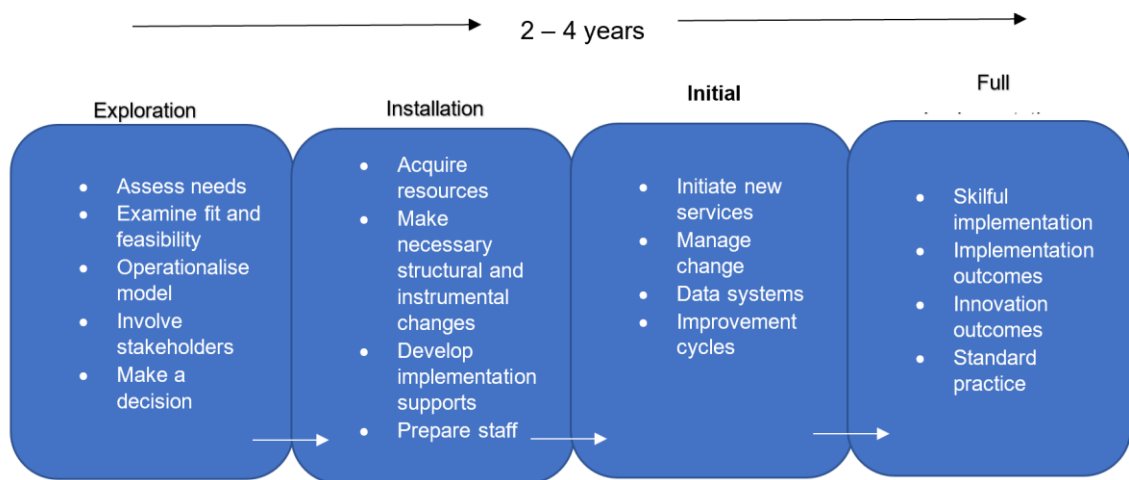 2 – 4 years
Exploration
• Assess needs
• Examine fit and
feasibility
• Operationalise
model
• Involve
stakeholders
• Make a
decision
Installation
• Acquire
resources
• Make
necessary
structural and
instrumental
changes
• Develop
implementation
supports
• Prepare staff
Initial
• Initiate new
services
• Manage
change
• Data systems
• Improvement
cycles
Full
• Skilful
implementation
• Implementation
outcomes
• Innovation
outcomes
• Standard
practice